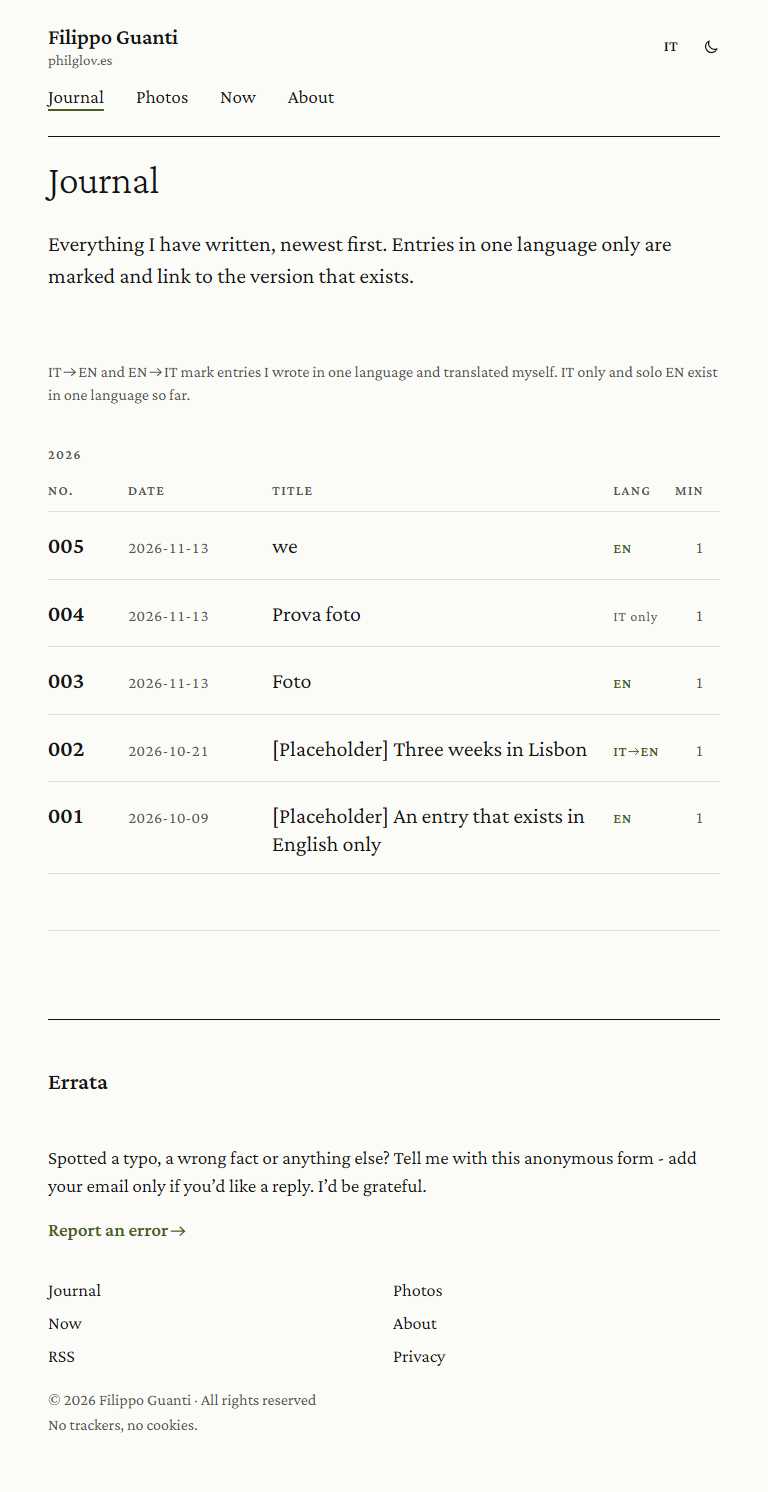 Filippo Guanti
philglov.es
IT
Journal Photos Now About
Journal
Everything I have written, newest first. Entries in one language only are
marked and link to the version that exists.
IT→EN and EN→IT mark entries I wrote in one language and translated myself. IT only and solo EN exist
in one language so far.
2026
NO. DATE TITLE LANG MIN
005 2026-11-13 we EN 1
004 2026-11-13 Prova foto IT only 1
003 2026-11-13 Foto EN 1
002 2026-10-21 [Placeholder] Three weeks in Lisbon IT→EN 1
001 2026-10-09 [Placeholder] An entry that exists in EN 1
English only
Errata
Spotted a typo, a wrong fact or anything else? Tell me with this anonymous form - add
your email only if you’d like a reply. I’d be grateful.
Report an error→
Journal Photos
Now About
RSS Privacy
© 2026 Filippo Guanti · All rights reserved
No trackers, no cookies.